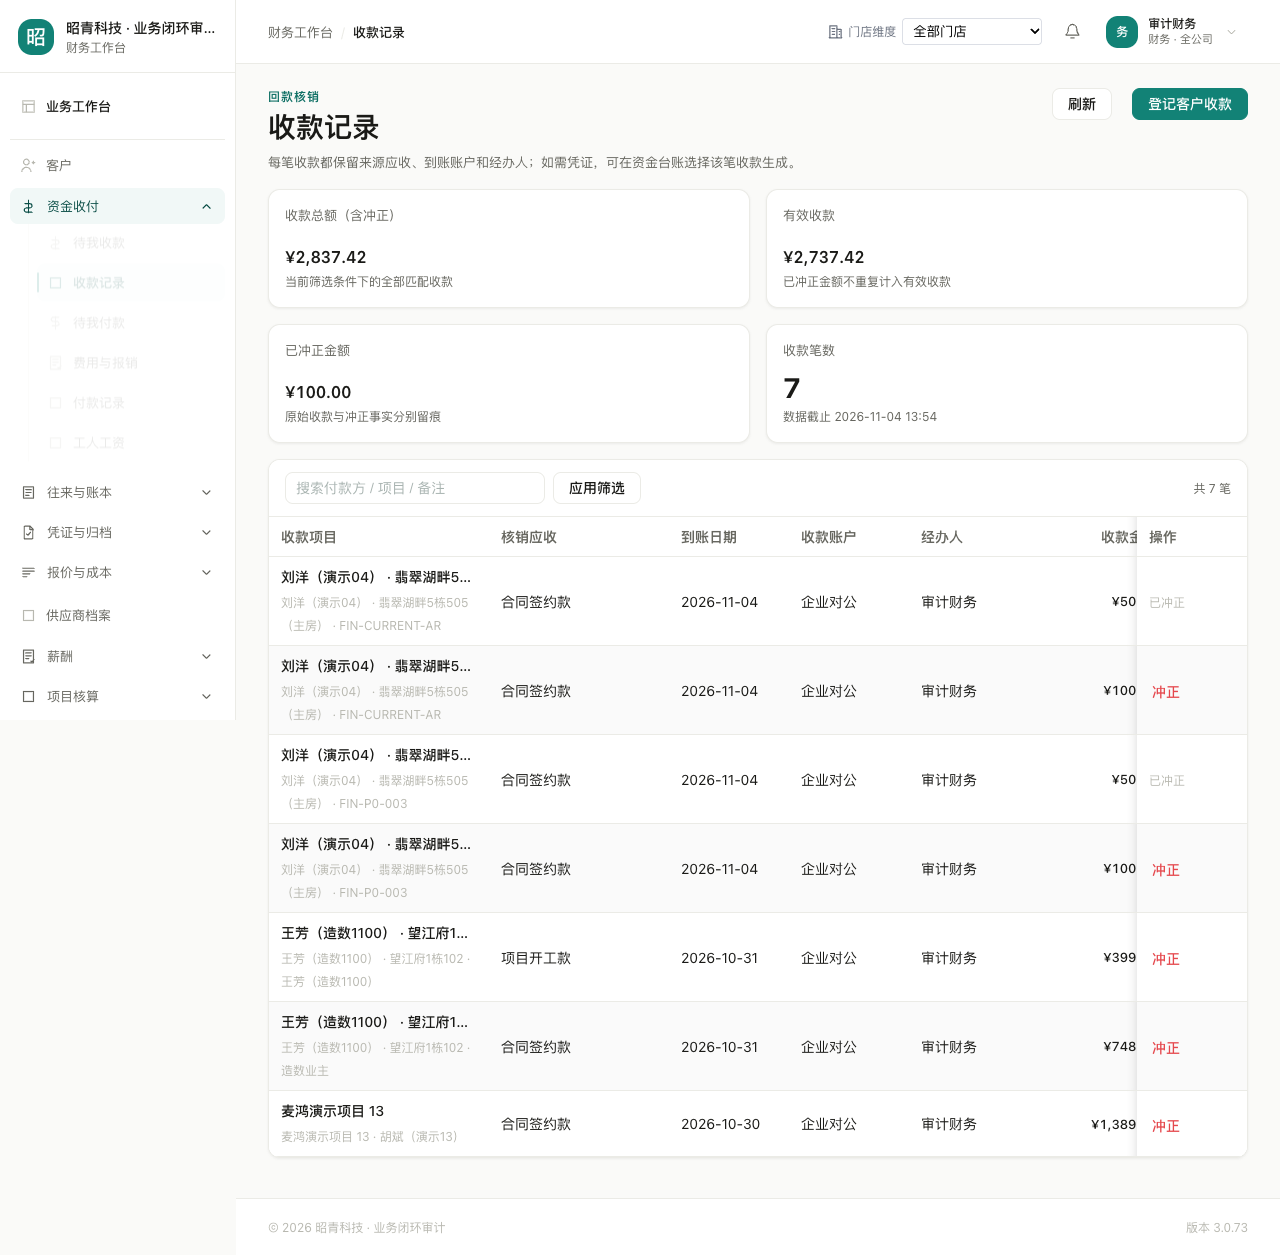 昭
昭青科技 · 业务闭环审...
财务工作台
业务工作台
客户
资金收付
待我收款
收款记录
待我付款
费用与报销
付款记录
工人工资
往来与账本
凭证与归档
报价与成本
供应商档案
薪酬
项目核算
财务工作台 / 收款记录
门店维度
全部门店
务
审计财务
财务 · 全公司
回款核销
收款记录
每笔收款都保留来源应收、到账账户和经办人；如需凭证，可在资金台账选择该笔收款生成。
刷新
登记客户收款
收款总额（含冲正）
¥2,837.42
当前筛选条件下的全部匹配收款
有效收款
¥2,737.42
已冲正金额不重复计入有效收款
已冲正金额
¥100.00
原始收款与冲正事实分别留痕
收款笔数
7
数据截止 2026-11-04 13:54
搜索付款方 / 项目 / 备注
应用筛选
共 7 笔
收款项目 核销应收 到账日期 收款账户 经办人 收款金 操作
刘洋（演示04） · 翡翠湖畔5...
刘洋（演示04） · 翡翠湖畔5栋505
（主房） · FIN-CURRENT-AR
合同签约款 2026-11-04 企业对公 审计财务 ¥50 已冲正
刘洋（演示04） · 翡翠湖畔5...
刘洋（演示04） · 翡翠湖畔5栋505
（主房） · FIN-CURRENT-AR
合同签约款 2026-11-04 企业对公 审计财务 ¥100 冲正
刘洋（演示04） · 翡翠湖畔5...
刘洋（演示04） · 翡翠湖畔5栋505
（主房） · FIN-P0-003
合同签约款 2026-11-04 企业对公 审计财务 ¥50 已冲正
刘洋（演示04） · 翡翠湖畔5...
刘洋（演示04） · 翡翠湖畔5栋505
（主房） · FIN-P0-003
合同签约款 2026-11-04 企业对公 审计财务 ¥100 冲正
王芳（造数1100） · 望江府1...
王芳（造数1100） · 望江府1栋102 ·
王芳（造数1100）
项目开工款 2026-10-31 企业对公 审计财务 ¥399 冲正
王芳（造数1100） · 望江府1...
王芳（造数1100） · 望江府1栋102 ·
造数业主
合同签约款 2026-10-31 企业对公 审计财务 ¥748 冲正
麦鸿演示项目 13
麦鸿演示项目 13 · 胡斌（演示13）
合同签约款 2026-10-30 企业对公 审计财务 ¥1,389 冲正
© 2026 昭青科技 · 业务闭环审计
版本 3.0.73